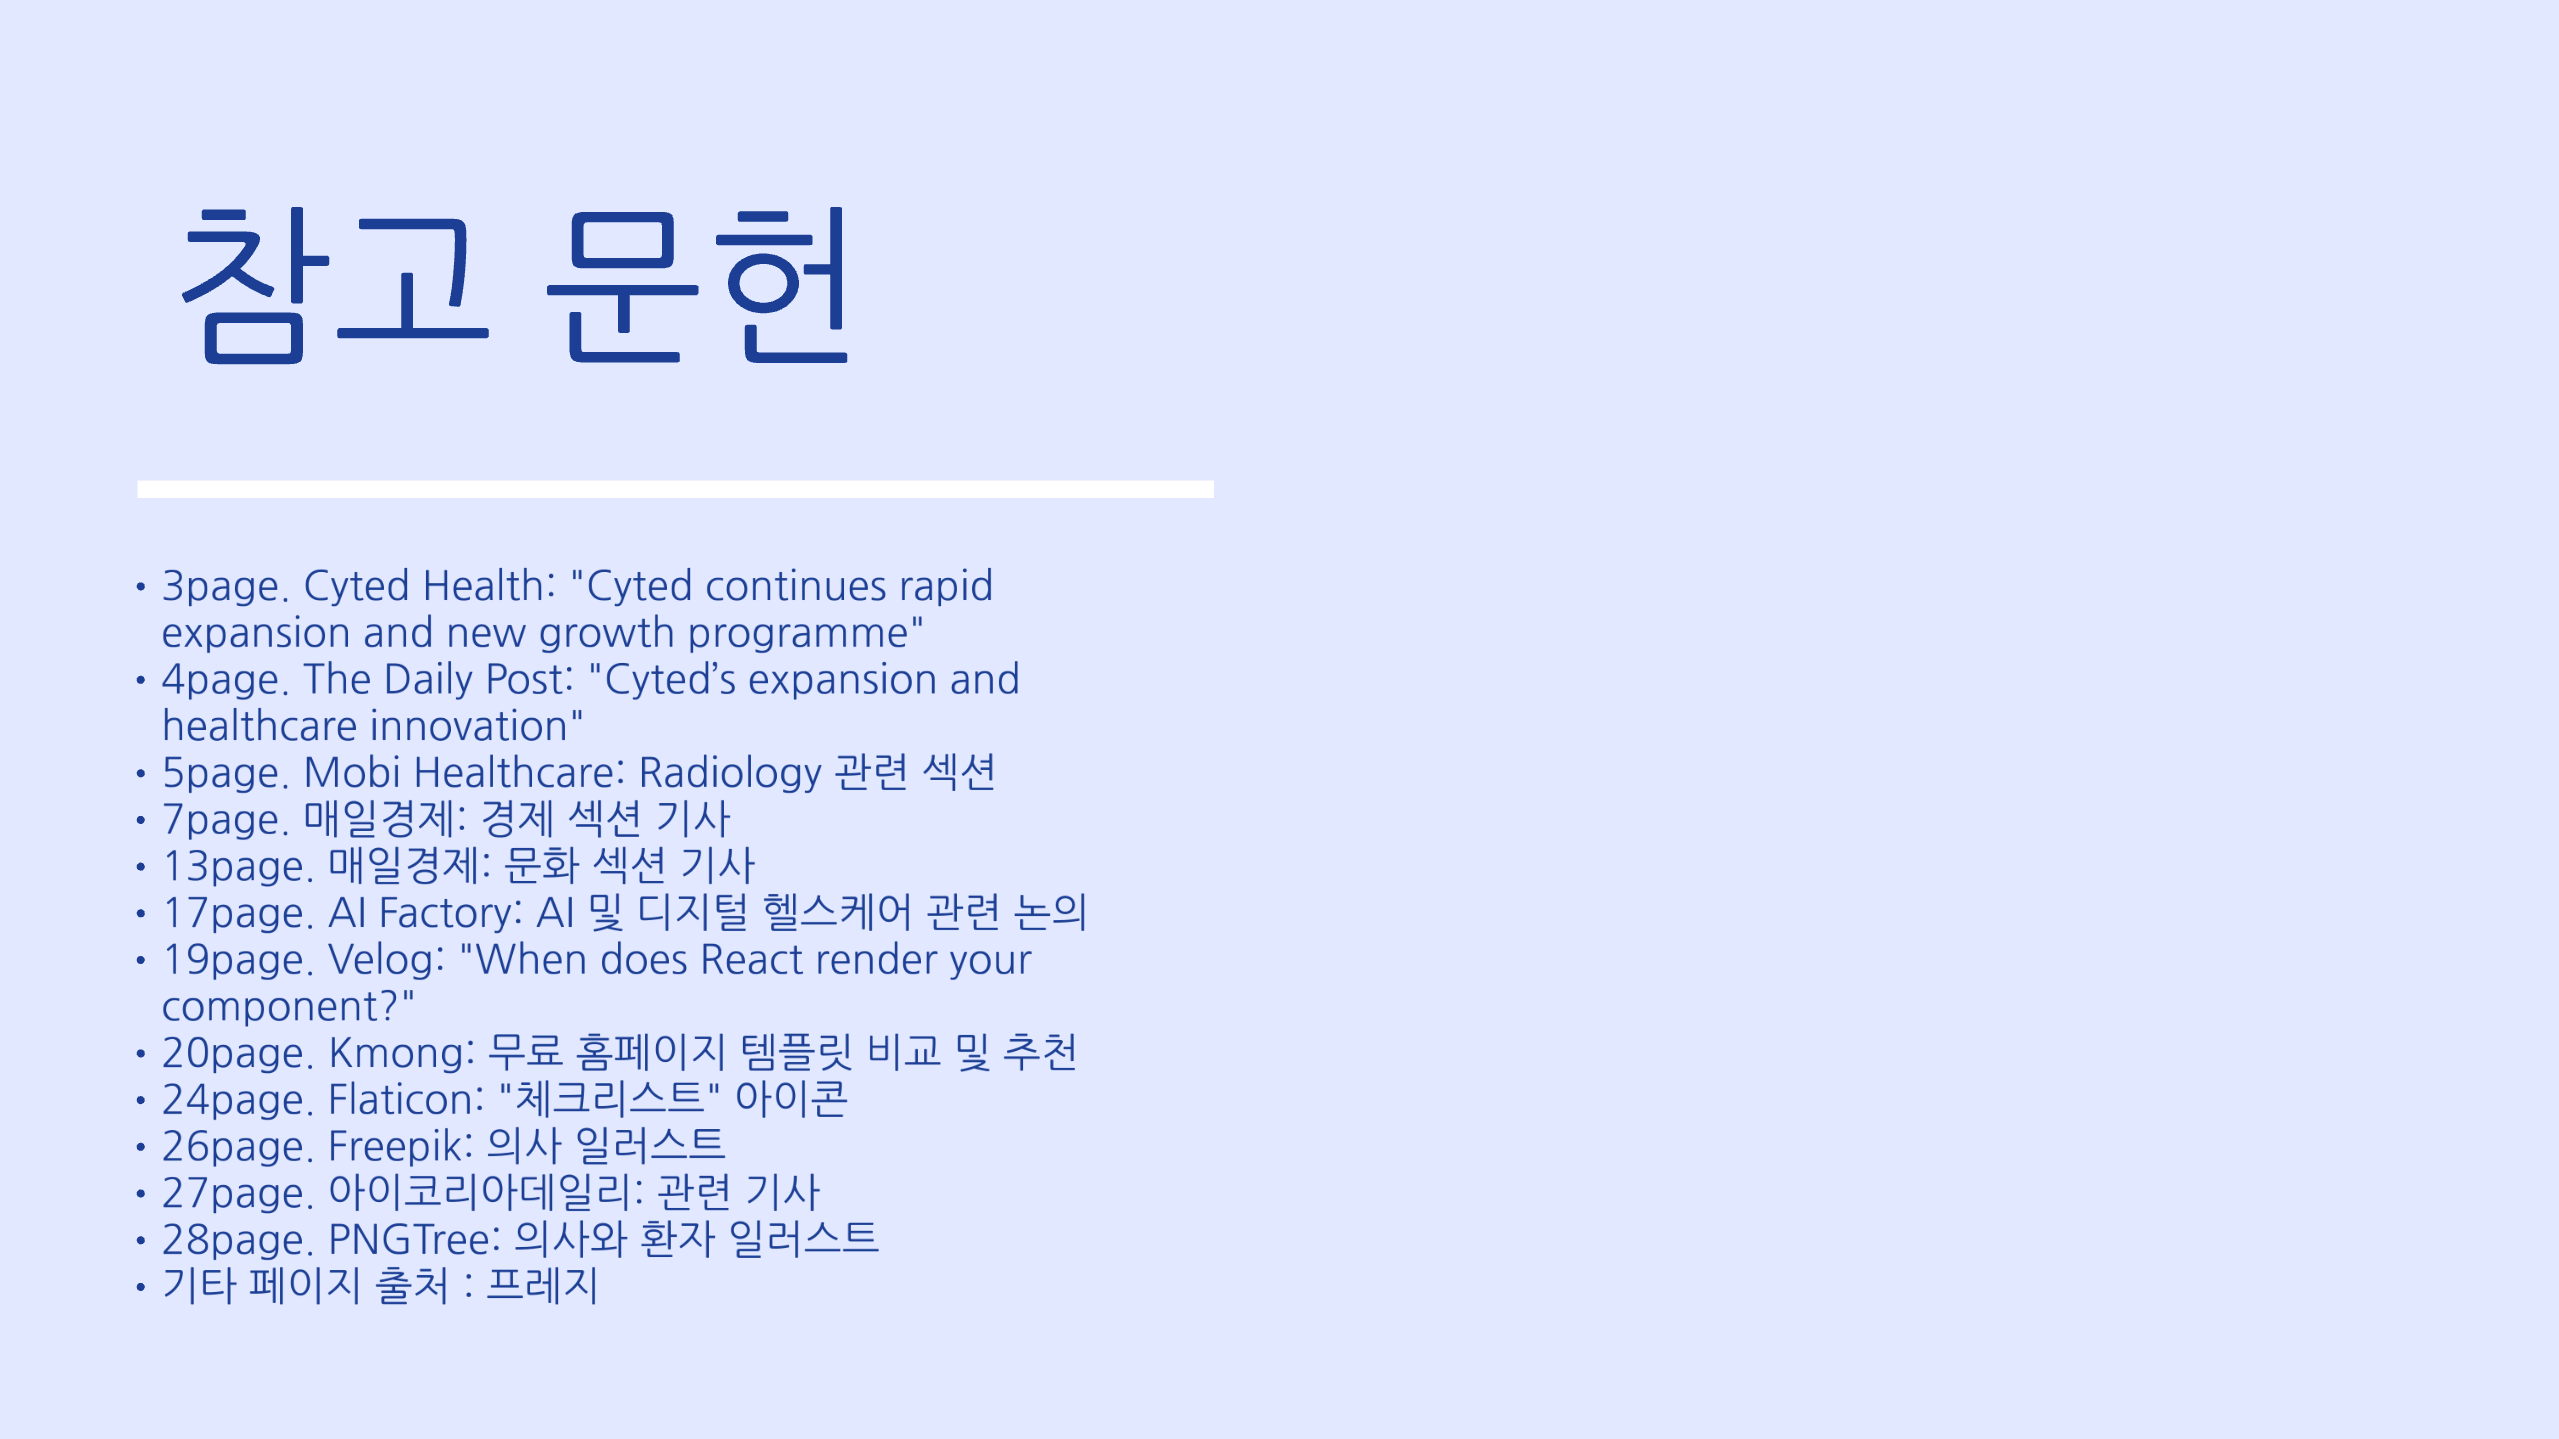 참고 문헌
• 3page. Cyted Health: "Cyted continues rapid
expansion and new growth programme"
• 4page. The Daily Post: "Cyted’s expansion and
healthcare innovation"
• 5page. Mobi Healthcare: Radiology 관련 섹션
• 7page. 매일경제: 경제 섹션 기사
• 13page. 매일경제: 문화 섹션 기사
• 17page. AI Factory: AI 및 디지털 헬스케어 관련 논의
• 19page. Velog: "When does React render your
component?"
• 20page. Kmong: 무료 홈페이지 템플릿 비교 및 추천
• 24page. Flaticon: "체크리스트" 아이콘
• 26page. Freepik: 의사 일러스트
• 27page. 아이코리아데일리: 관련 기사
• 28page. PNGTree: 의사와 환자 일러스트
• 기타 페이지 출처 : 프레지